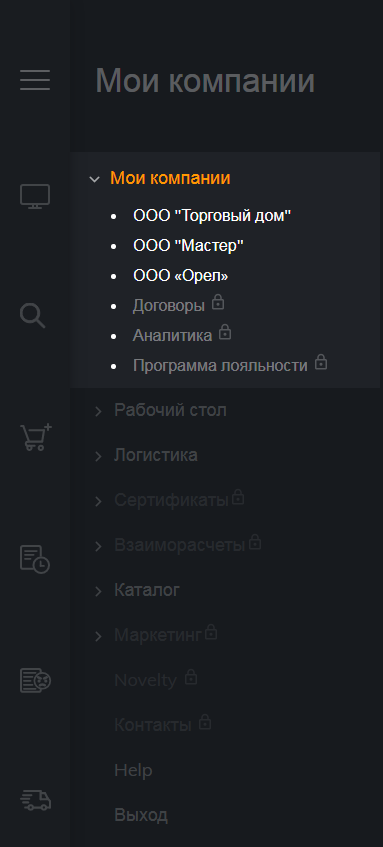 Мои компании
Мои компании
ООО "Торговый дом"
ООО "Мастер"
ООО «Орел»
Договоры
Аналитика
Программа лояльности
Рабочий стол
Логистика
Сертификаты
Взаиморасчеты
Каталог
Маркетинг
Novelty
Контакты
Help
Выход